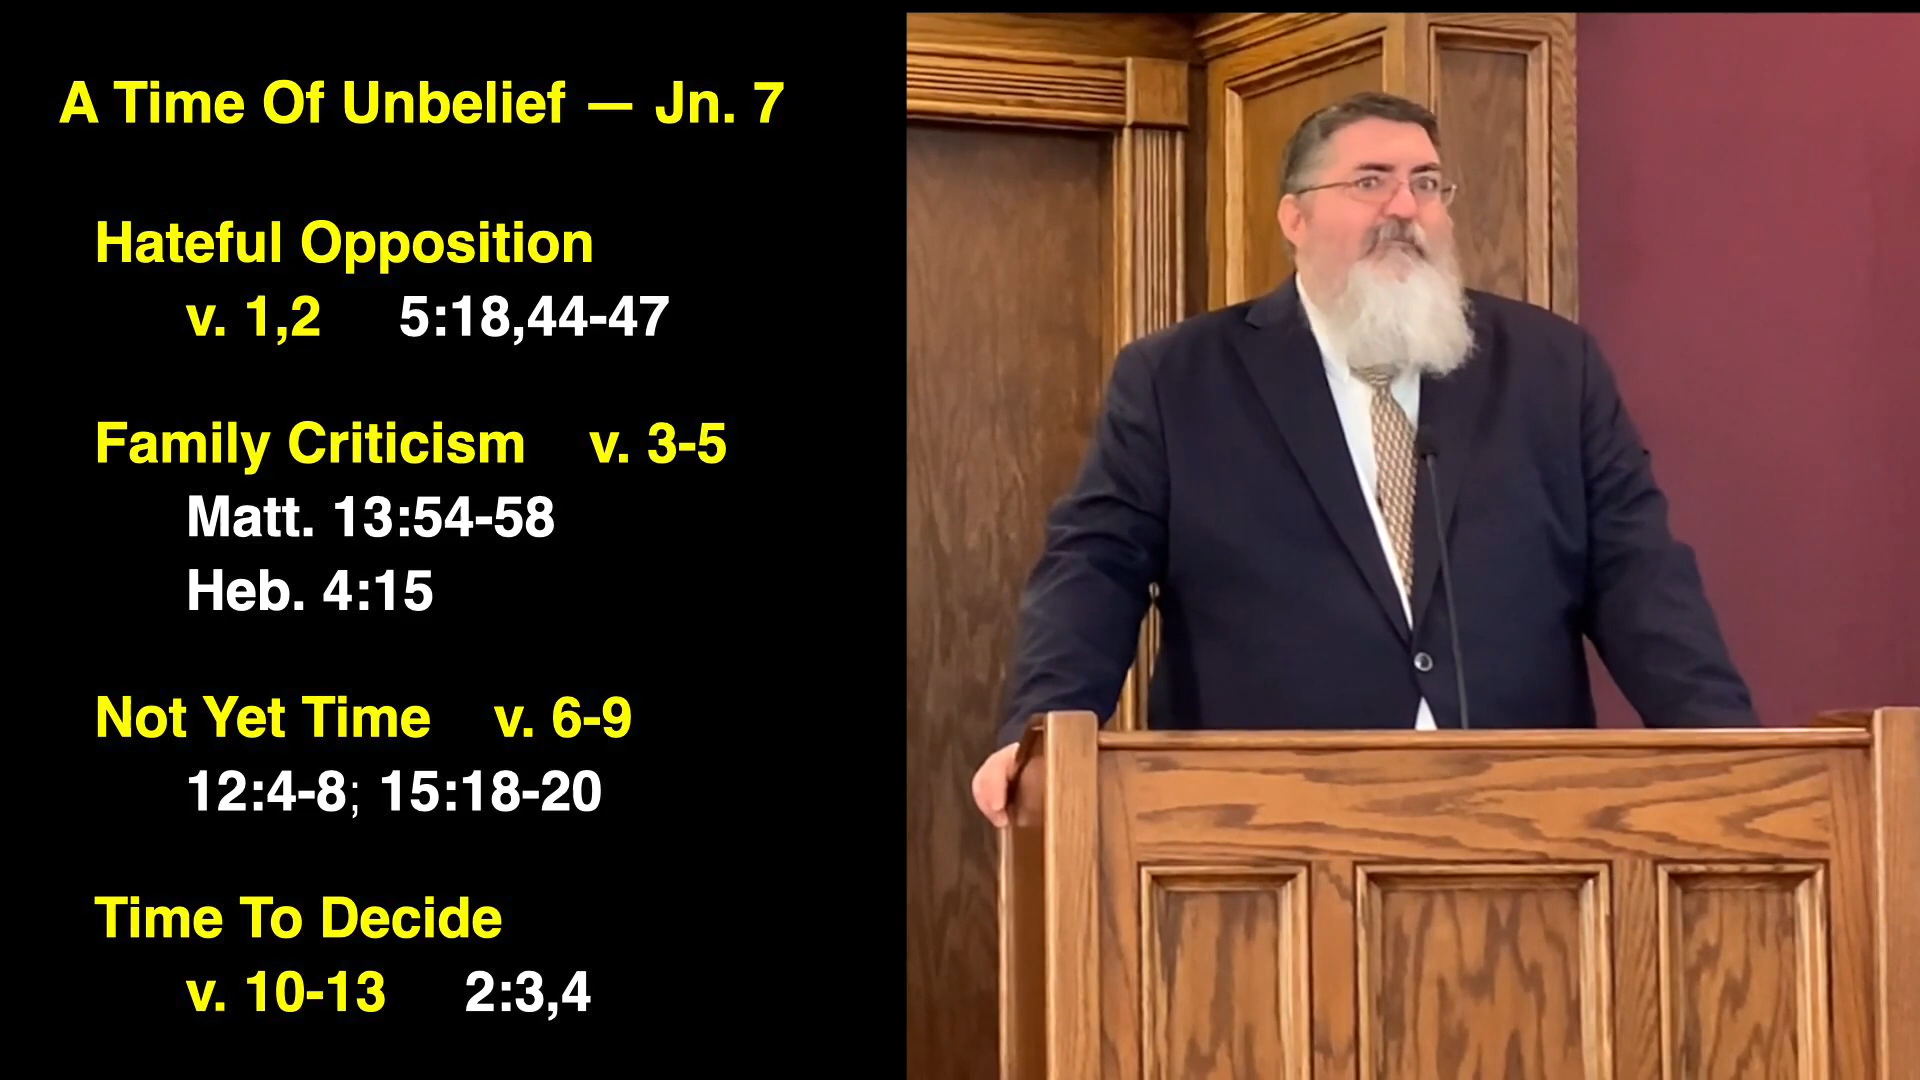 A Time Of Unbelief — Jn. 7
Hateful Opposition
v. 1,2 5:18,44-47
Family Criticism v. 3-5
Matt. 13:54-58
Heb. 4:15
Not Yet Time v. 6-9
12:4-8; 15:18-20
Time To Decide
v. 10-13 2:3,4